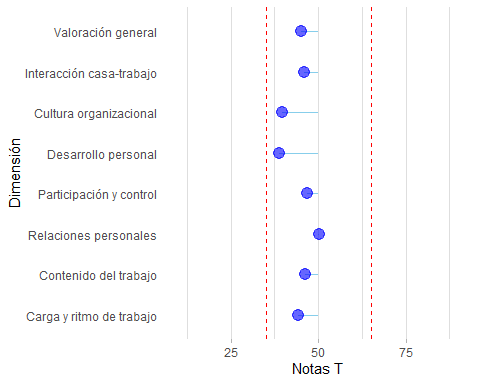 Valoración general
Interacción casa-trabajo
Cultura organizacional
Desarrollo personal
Participación y control
Relaciones personales
Contenido del trabajo
Carga y ritmo de trabajo
Dimensión
25 50 75
Notas T